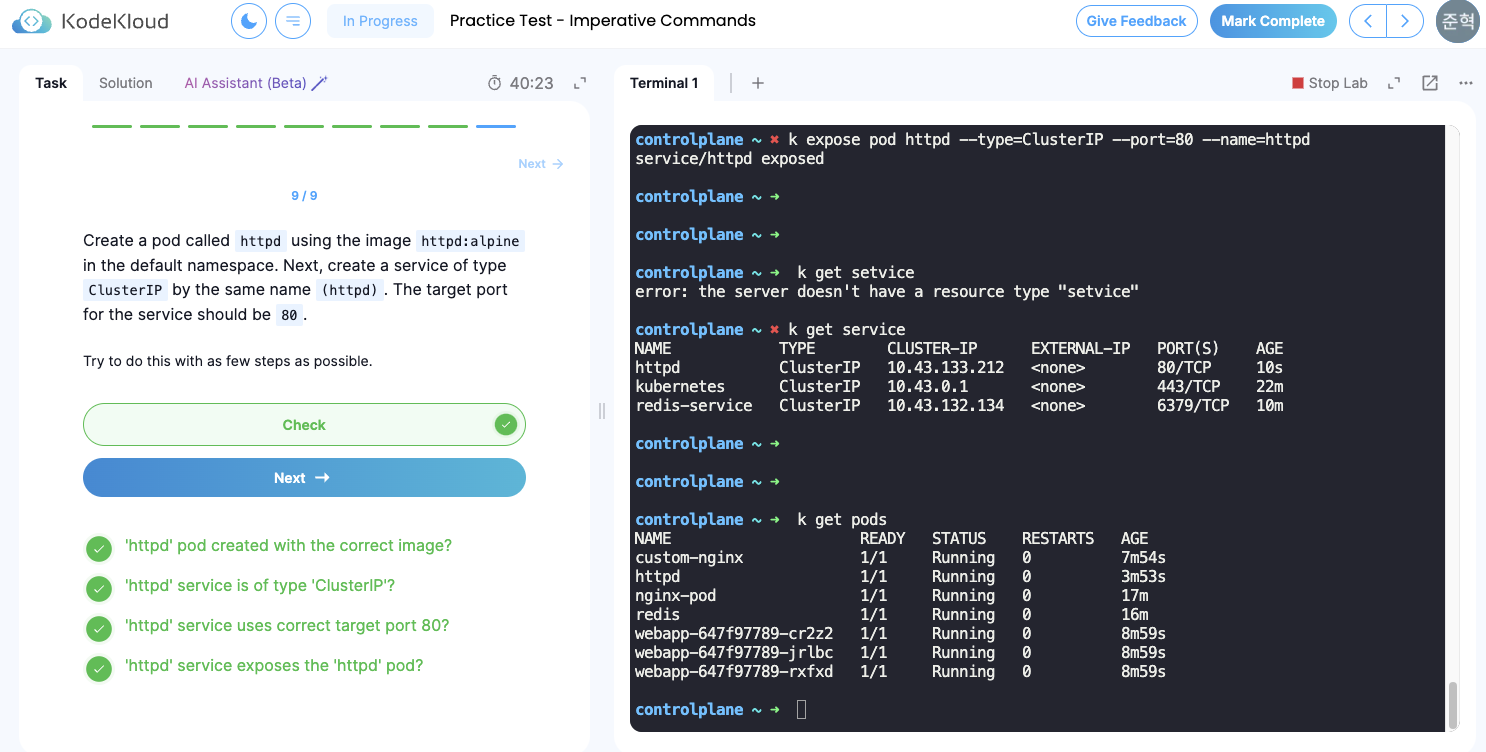 KodeKloud
In Progress
Practice Test - Imperative Commands
Give Feedback
Mark Complete
준혁
Task
Solution
AI Assistant (Beta)
40:23
Next →
9 / 9
Create a pod called httpd using the image httpd:alpine
in the default namespace. Next, create a service of type
ClusterIP by the same name (httpd). The target port
for the service should be 80.
Try to do this with as few steps as possible.
Check
Next →
'httpd' pod created with the correct image?
'httpd' service is of type 'ClusterIP'?
'httpd' service uses correct target port 80?
'httpd' service exposes the 'httpd' pod?
Terminal 1
+
Stop Lab
controlplane ~ ✖ k expose pod httpd --type=ClusterIP --port=80 --name=httpd
service/httpd exposed
controlplane ~ ➜
controlplane ~ ➜
controlplane ~ ➜  k get setvice
error: the server doesn't have a resource type "setvice"
controlplane ~ ✖ k get service
NAME            TYPE        CLUSTER-IP      EXTERNAL-IP   PORT(S)    AGE
httpd           ClusterIP   10.43.133.212   <none>        80/TCP     10s
kubernetes      ClusterIP   10.43.0.1       <none>        443/TCP    22m
redis-service   ClusterIP   10.43.132.134   <none>        6379/TCP   10m
controlplane ~ ➜
controlplane ~ ➜
controlplane ~ ➜  k get pods
NAME                     READY   STATUS    RESTARTS   AGE
custom-nginx             1/1     Running   0          7m54s
httpd                    1/1     Running   0          3m53s
nginx-pod                1/1     Running   0          17m
redis                    1/1     Running   0          16m
webapp-647f97789-cr2z2   1/1     Running   0          8m59s
webapp-647f97789-jrlbc   1/1     Running   0          8m59s
webapp-647f97789-rxfxd   1/1     Running   0          8m59s
controlplane ~ ➜